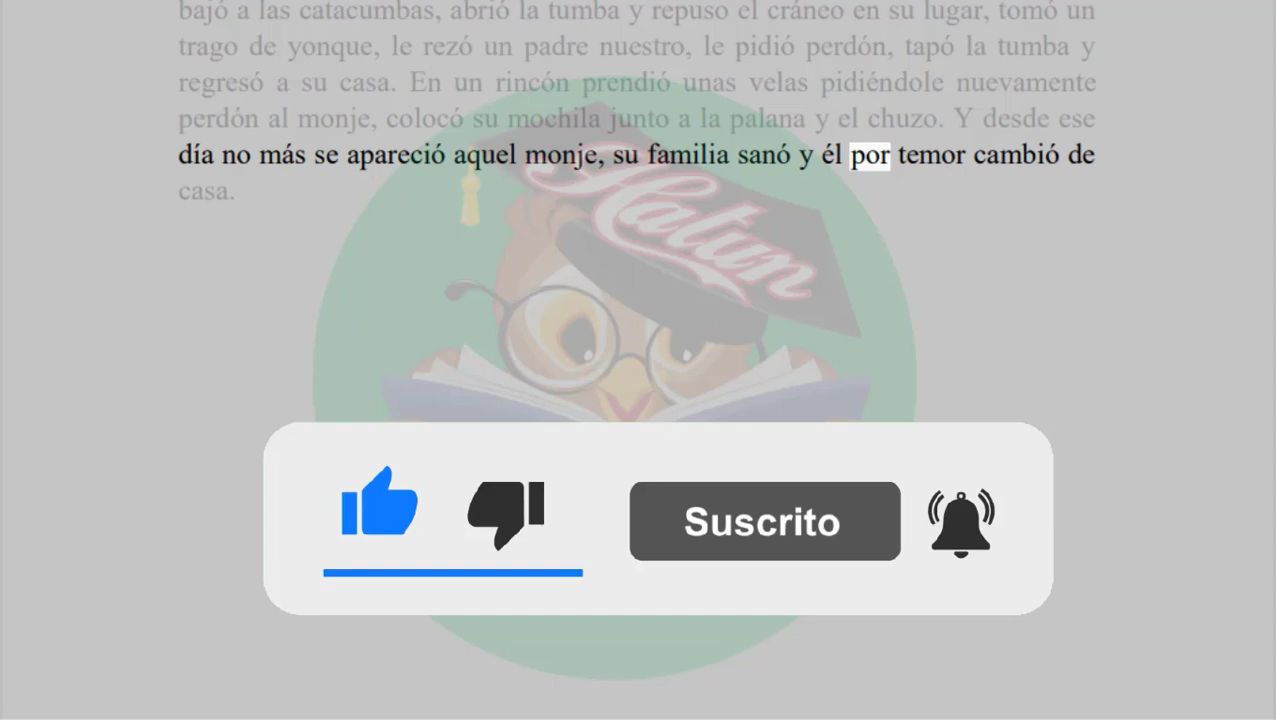 bajó a las catacumbas, abrió la tumba y repuso el cráneo en su lugar, tomó un
trago de yonque, le rezó un padre nuestro, le pidió perdón, tapó la tumba y
regresó a su casa. En un rincón prendió unas velas pidiéndole nuevamente
perdón al monje, colocó su mochila junto a la palana y el chuzo. Y desde ese
día no más se apareció aquel monje, su familia sanó y él por temor cambió de
casa.
Hatun
Suscrito